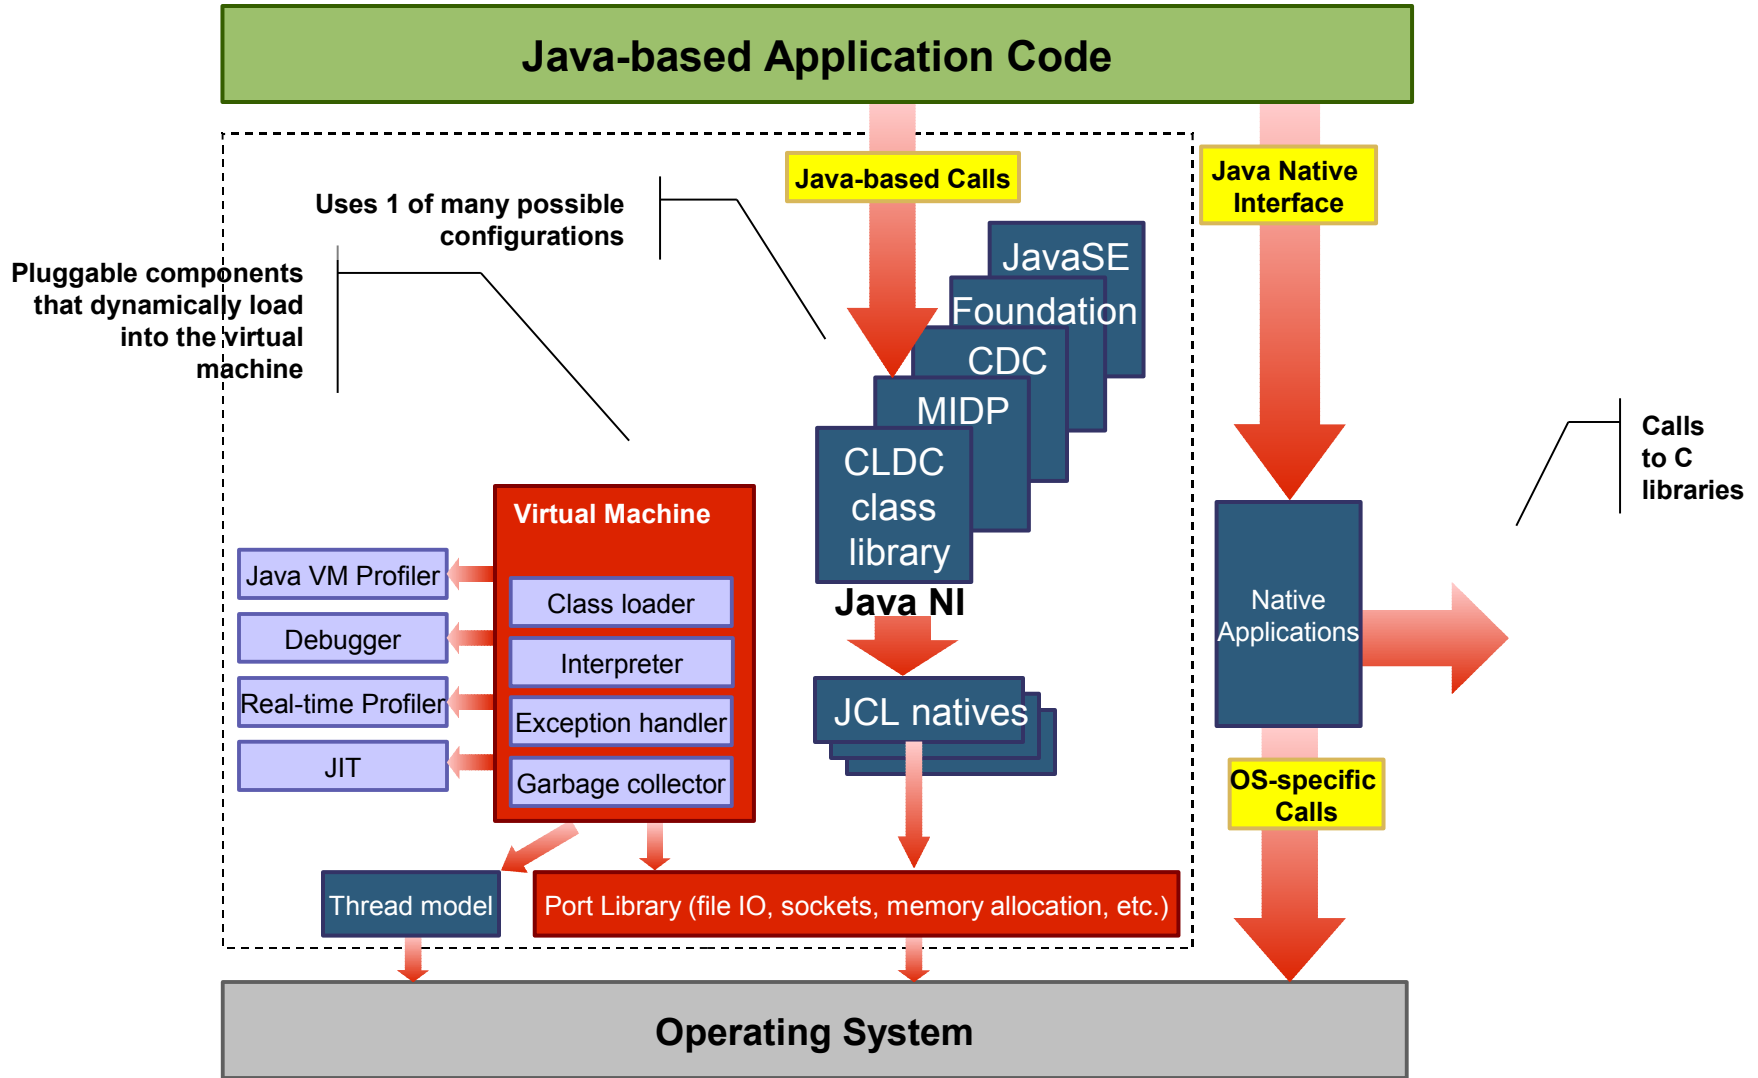 Java-based Application Code
Java-based Calls
Java Native
Interface
Uses 1 of many possible
configurations
Pluggable components
that dynamically load
into the virtual
machine
JavaSE
Foundation
CDC
MIDP
CLDC
class
library
Java NI
Calls
to C
libraries
Virtual Machine
Class loader
Interpreter
Exception handler
Garbage collector
Java VM Profiler
Debugger
Real-time Profiler
JIT
JCL natives
Native
Applications
OS-specific
Calls
Thread model
Port Library (file IO, sockets, memory allocation, etc.)
Operating System